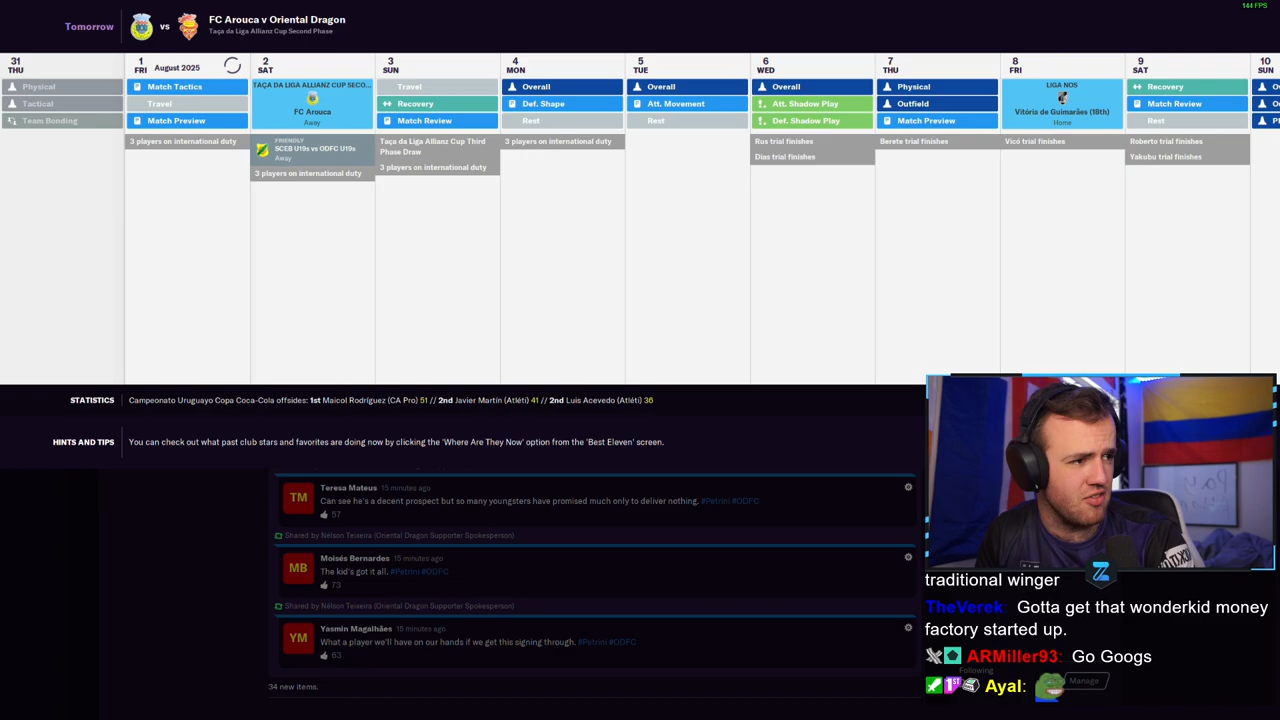 144 FPS
Tomorrow
vs
FC Arouca v Oriental Dragon
Taça da Liga Allianz Cup Second Phase
31
THU
Physical
Tactical
Team Bonding
1
FRI
August 2025
Match Tactics
Travel
Match Preview
3 players on international duty
2
SAT
TAÇA DA LIGA ALLIANZ CUP SECO...
FC Arouca
Away
FRIENDLY
SCEB U19s vs ODFC U19s
Away
3 players on international duty
3
SUN
Travel
Recovery
Match Review
Taça da Liga Allianz Cup Third
Phase Draw
3 players on international duty
4
MON
Overall
Def. Shape
Rest
3 players on international duty
5
TUE
Overall
Att. Movement
Rest
6
WED
Overall
Att. Shadow Play
Def. Shadow Play
Rus trial finishes
Dias trial finishes
7
THU
Physical
Outfield
Match Preview
Berete trial finishes
8
FRI
LIGA NOS
Vitória de Guimarães (18th)
Home
Vicó trial finishes
9
SAT
Recovery
Match Review
Rest
Roberto trial finishes
Yakubu trial finishes
10
SUN
STATISTICS
Campeonato Uruguayo Copa Coca-Cola offsides: 1st Maicol Rodríguez (CA Pro) 51 // 2nd Javier Martín (Atléti) 41 // 2nd Luis Acevedo (Atléti) 36
HINTS AND TIPS
You can check out what past club stars and favorites are doing now by clicking the 'Where Are They Now' option from the 'Best Eleven' screen.
TM
Teresa Mateus 15 minutes ago
Can see he's a decent prospect but so many youngsters have promised much only to deliver nothing. #Petrini #ODFC
57
Shared by Nélson Teixeira (Oriental Dragon Supporter Spokesperson)
MB
Moisés Bernardes 15 minutes ago
The kid's got it all. #Petrini #ODFC
73
Shared by Nélson Teixeira (Oriental Dragon Supporter Spokesperson)
YM
Yasmin Magalhães 15 minutes ago
What a player we'll have on our hands if we get this signing through. #Petrini #ODFC
63
34 new items.
traditional winger
TheVerek: Gotta get that wonderkid money
factory started up.
ARMiller93: Go Googs
Following
Ayal:
Manage